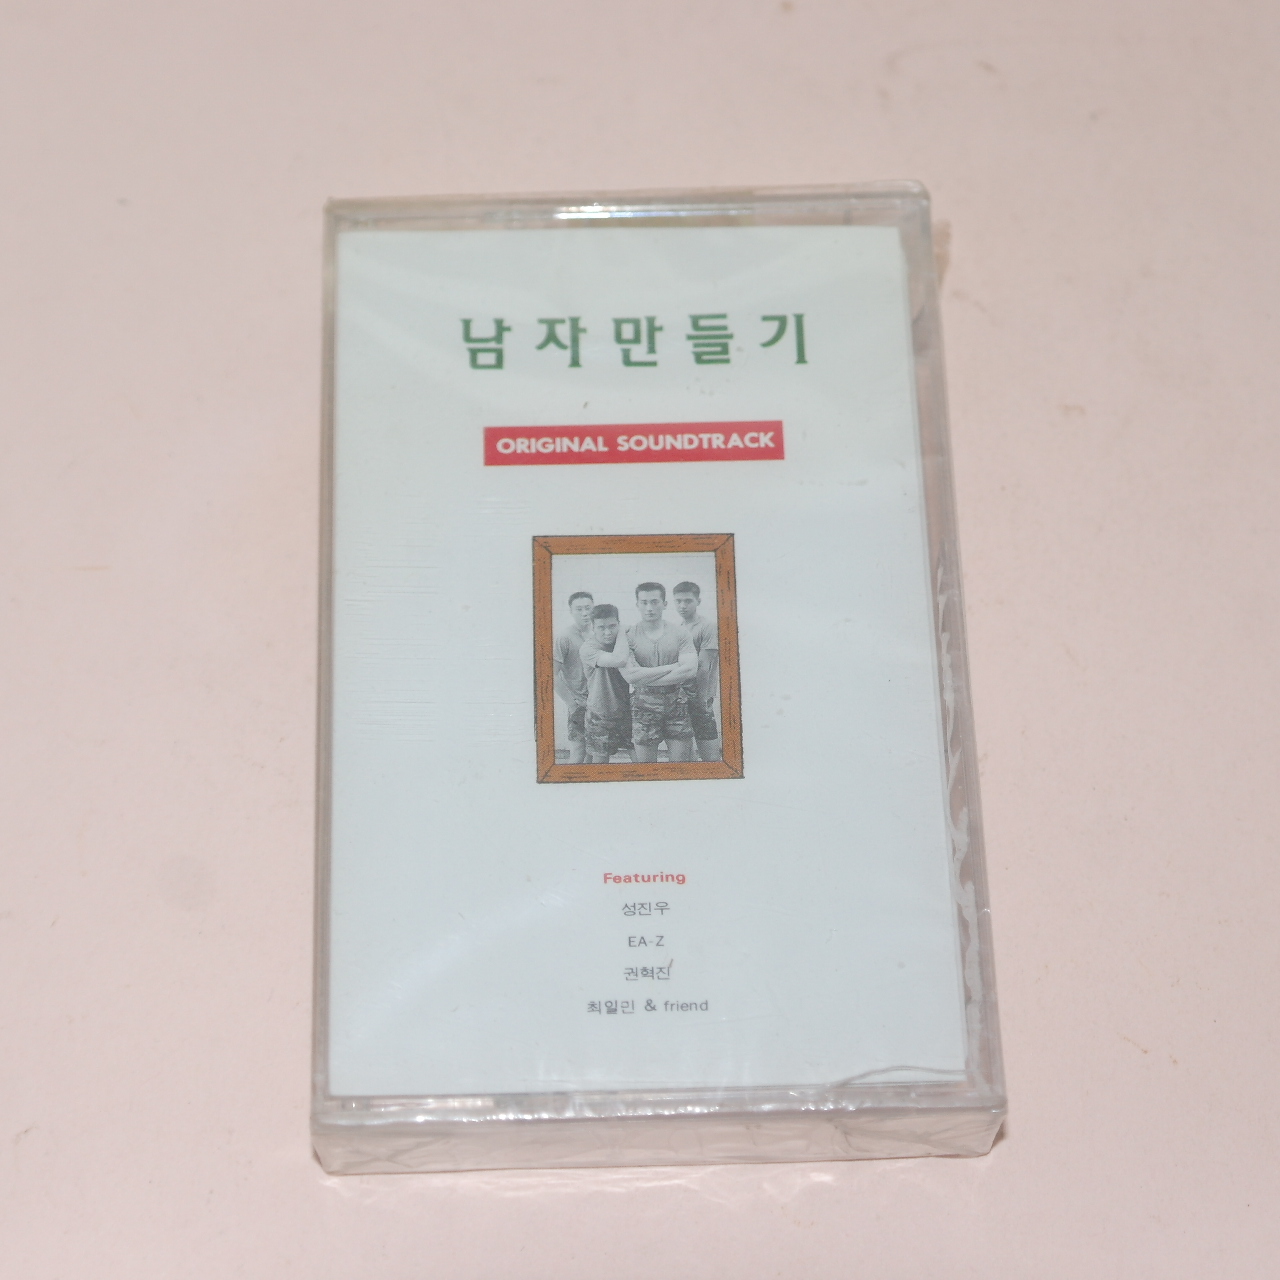 남자만들기
ORIGINAL SOUNDTRACK
Featuring
성진우
EA-Z
권혁진
최일민 & friend